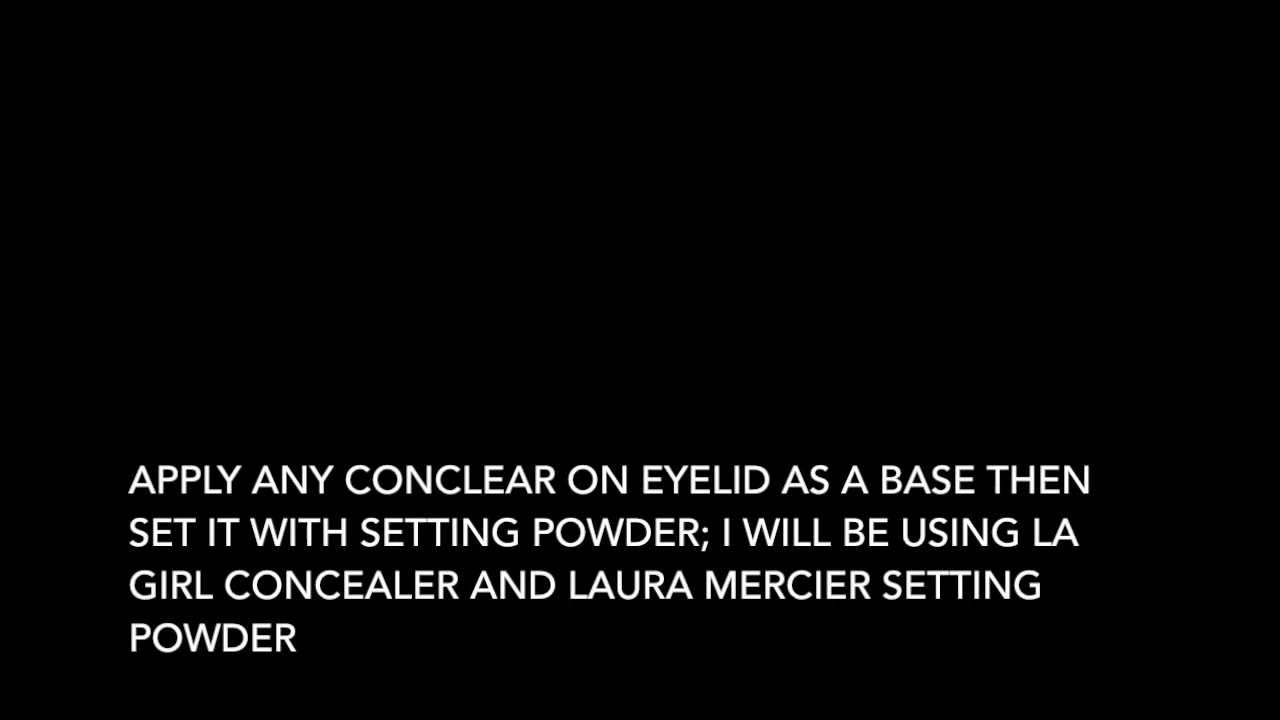 APPLY ANY CONCLEAR ON EYELID AS A BASE THEN
SET IT WITH SETTING POWDER; I WILL BE USING LA
GIRL CONCEALER AND LAURA MERCIER SETTING
POWDER